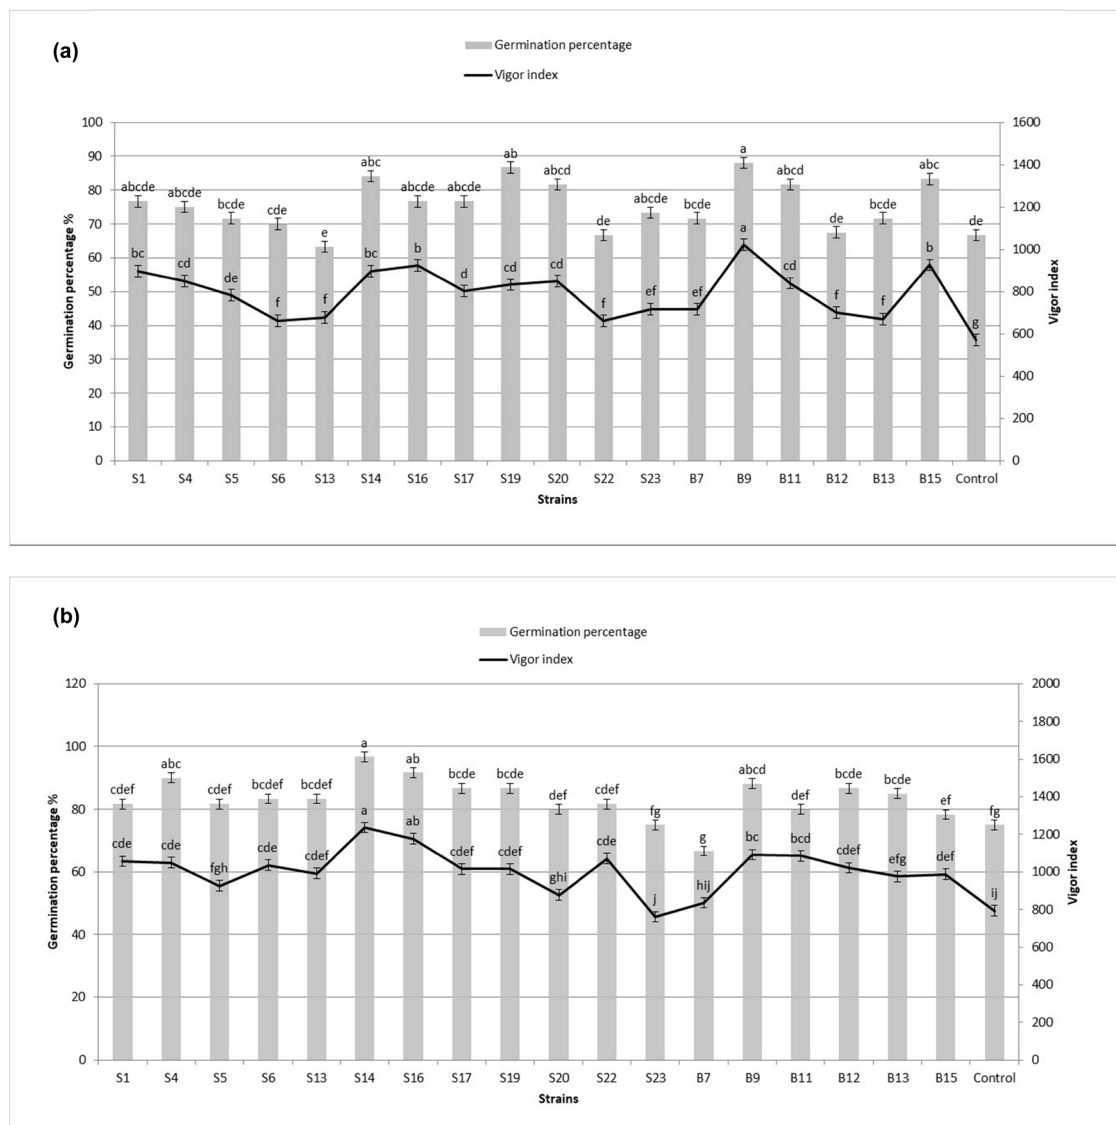 (a)
Germination percentage
Vigor index
Germination percentage %
Vigor index
100
90
80
70
60
50
40
30
20
10
0
1600
1400
1200
1000
800
600
400
200
0
abcde abcde bcde cde e abc abcde abcde ab abcd de abcde bcde a abcd de bcde abc de
bc cd de f f bc b d cd cd f ef ef a cd f f b g
S1 S4 S5 S6 S13 S14 S16 S17 S19 S20 S22 S23 B7 B9 B11 B12 B13 B15 Control
Strains
(b)
Germination percentage
Vigor index
Germination percentage %
Vigor index
120
100
80
60
40
20
0
2000
1800
1600
1400
1200
1000
800
600
400
200
0
cdef abc cdef bcdef bcdef a ab bcde bcde def cdef fg g abcd def bcde bcde ef fg
cde cde fgh cde cdef a ab cdef cdef ghi cde j hij bc bcd cdef efg def ij
S1 S4 S5 S6 S13 S14 S16 S17 S19 S20 S22 S23 B7 B9 B11 B12 B13 B15 Control
Strains